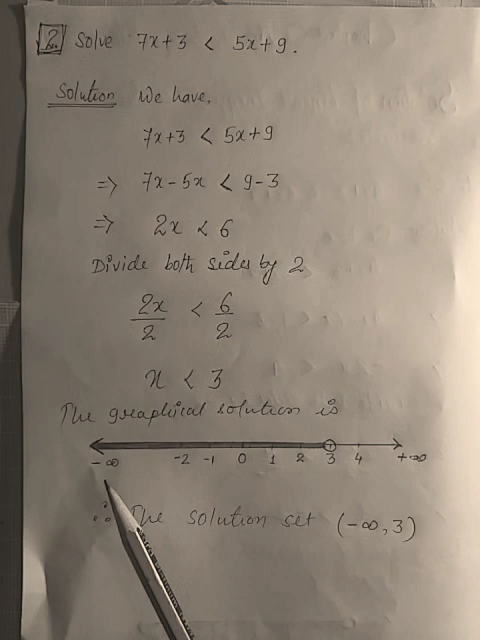 2. Solve 7x+3 < 5x+9.
Solution We have,
7x+3 < 5x+9
=> 7x-5x < 9-3
=> 2x < 6
Divide both sides by 2
2x/2 < 6/2
x < 3
The graphical solution is
-∞ -2 -1 0 1 2 3 4 +∞
∴ The solution set (-∞, 3)